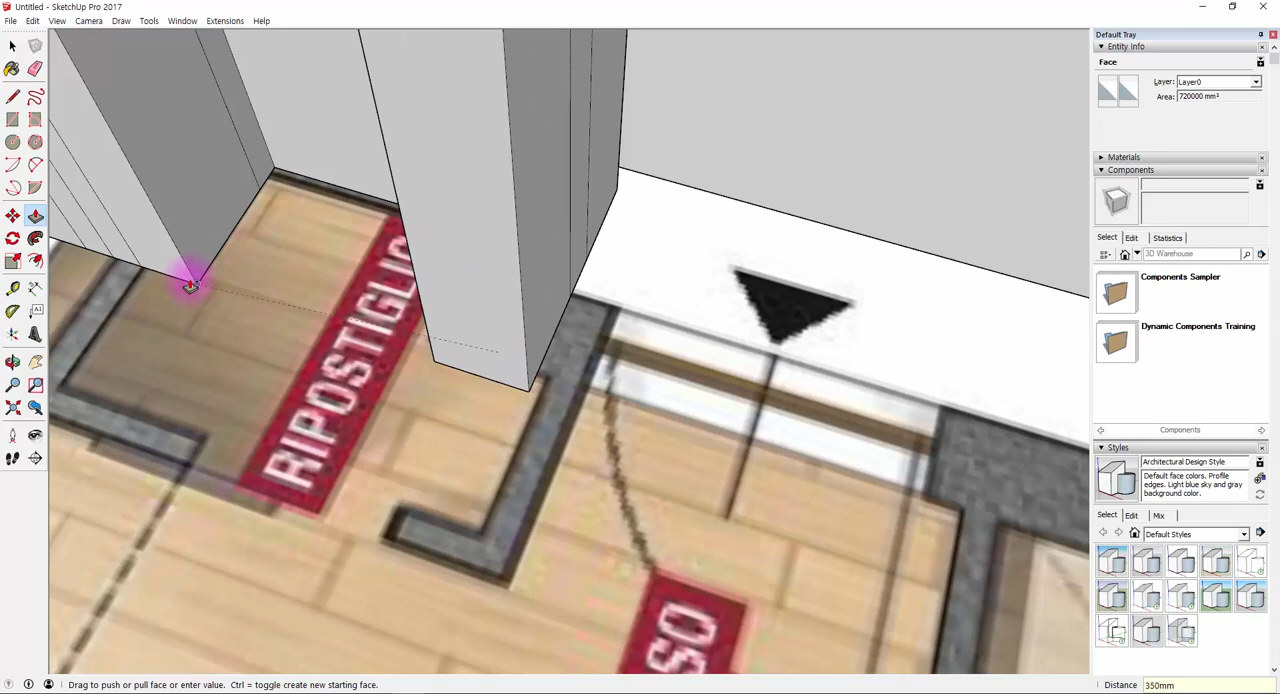 Untitled - SketchUp Pro 2017
File Edit View Camera Draw Tools Window Extensions Help
Default Tray
Entity Info
Face
Layer: Layer0
Area: 720000 mm²
Materials
Components
Select Edit Statistics
3D Warehouse
Components Sampler
Dynamic Components Training
Components
Styles
Architectural Design Style
Default face colors. Profile
edges. Light blue sky and gray
background color.
Select Edit Mix
Default Styles
RIPOSTIGLIO
SO
Drag to push or pull face or enter value. Ctrl = toggle create new starting face.
Distance 350mm